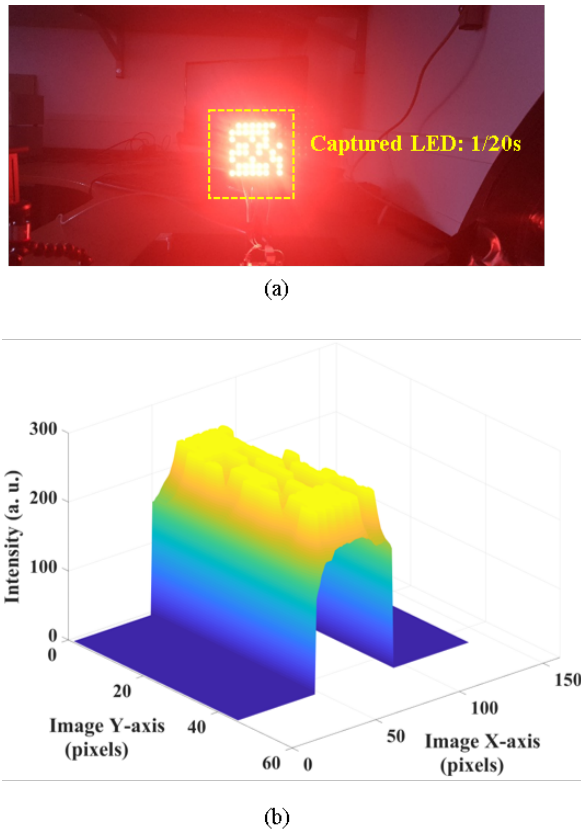 Captured LED: 1/20s
(a)
300
200
100
0
Intensity (a. u.)
0
20
40
60
Image Y-axis
(pixels)
0
50
100
150
Image X-axis
(pixels)
(b)